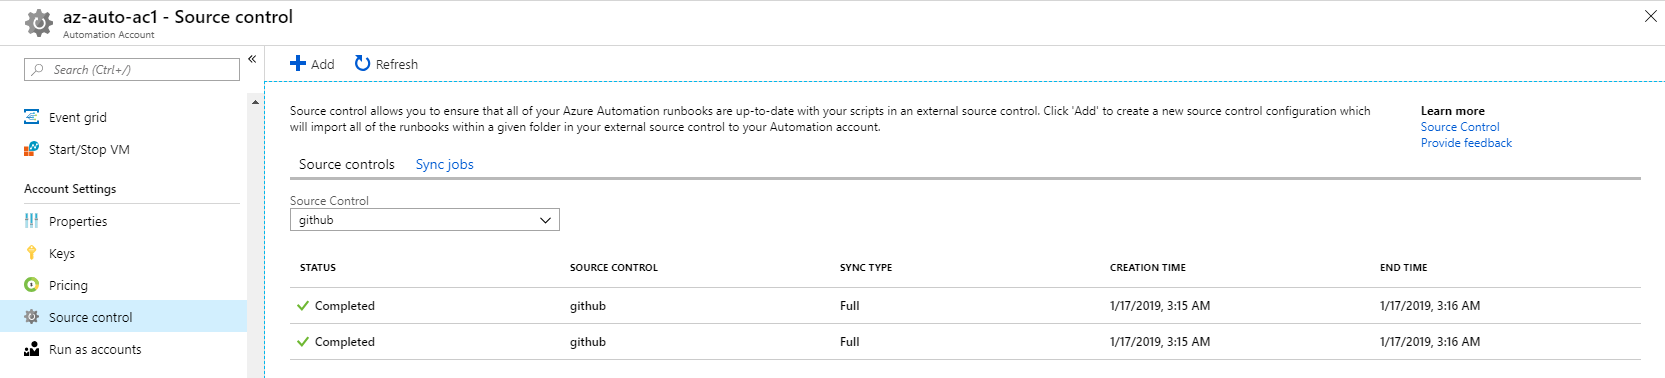 az-auto-ac1 - Source control
Automation Account
Search (Ctrl+/)
Event grid
Start/Stop VM
Account Settings
Properties
Keys
Pricing
Source control
Run as accounts
Add Refresh
Source control allows you to ensure that all of your Azure Automation runbooks are up-to-date with your scripts in an external source control. Click 'Add' to create a new source control configuration which
will import all of the runbooks within a given folder in your external source control to your Automation account.
Learn more
Source Control
Provide feedback
Source controls Sync jobs
Source Control
github
STATUS SOURCE CONTROL SYNC TYPE CREATION TIME END TIME
Completed github Full 1/17/2019, 3:15 AM 1/17/2019, 3:16 AM
Completed github Full 1/17/2019, 3:15 AM 1/17/2019, 3:16 AM